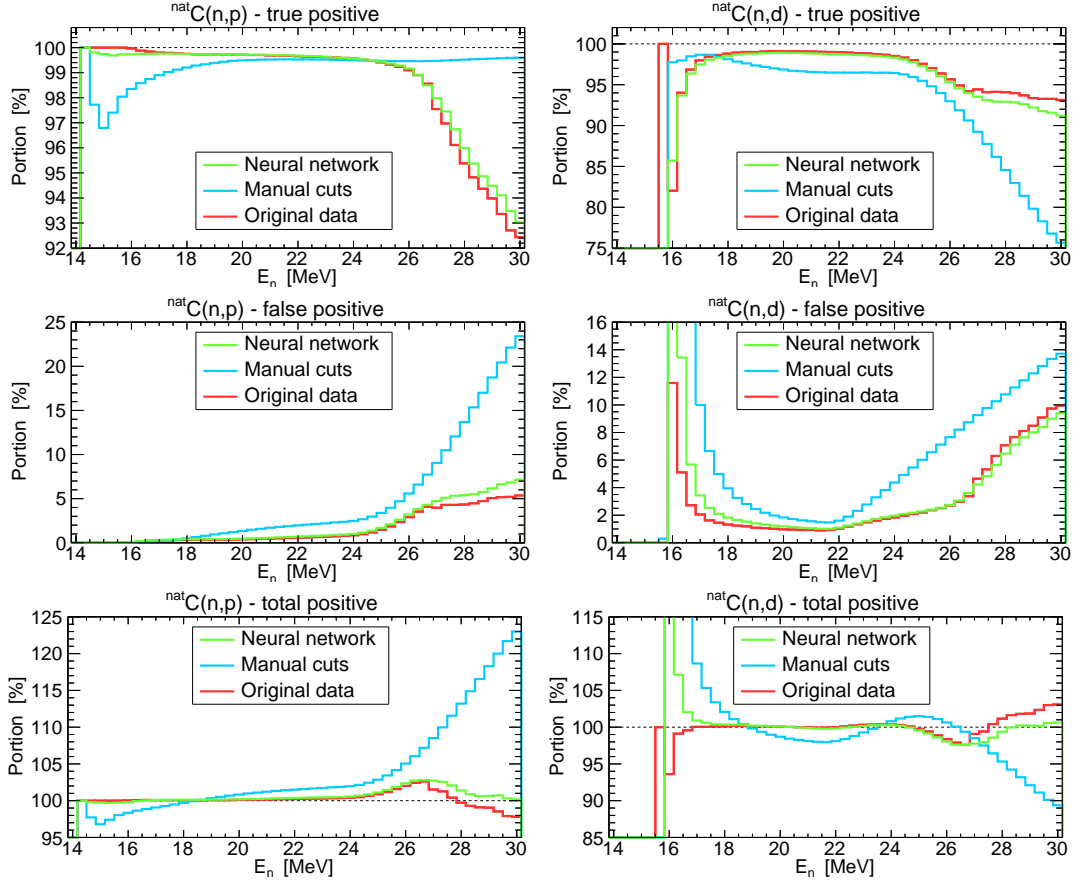 natC(n,p) - true positive
Portion [%]
100
99
98
97
96
95
94
93
92
Neural network
Manual cuts
Original data
14 16 18 20 22 24 26 28 30
E_n [MeV]
natC(n,d) - true positive
Portion [%]
100
95
90
85
80
75
Neural network
Manual cuts
Original data
14 16 18 20 22 24 26 28 30
E_n [MeV]
natC(n,p) - false positive
Portion [%]
25
20
15
10
5
0
Neural network
Manual cuts
Original data
14 16 18 20 22 24 26 28 30
E_n [MeV]
natC(n,d) - false positive
Portion [%]
16
14
12
10
8
6
4
2
0
Neural network
Manual cuts
Original data
14 16 18 20 22 24 26 28 30
E_n [MeV]
natC(n,p) - total positive
Portion [%]
125
120
115
110
105
100
95
Neural network
Manual cuts
Original data
14 16 18 20 22 24 26 28 30
E_n [MeV]
natC(n,d) - total positive
Portion [%]
115
110
105
100
95
90
85
Neural network
Manual cuts
Original data
14 16 18 20 22 24 26 28 30
E_n [MeV]